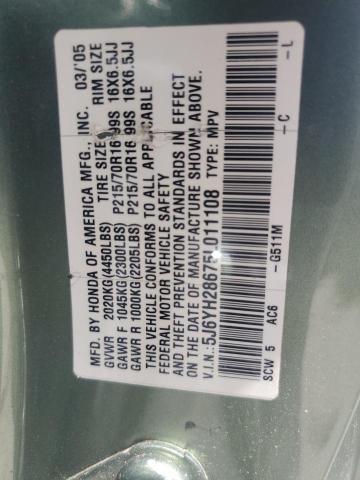 MFD. BY HONDA OF AMERICA MFG., INC. 03/'05
TIRE SIZE RIM SIZE
GVWR 2020KG(4450LBS)
GAWR F 1045KG(2300LBS) P215/70R16 99S 16X6.5JJ
GAWR R 1000KG(2205LBS) P215/70R16 99S 16X6.5JJ
THIS VEHICLE CONFORMS TO ALL APPLICABLE
FEDERAL MOTOR VEHICLE SAFETY
AND THEFT PREVENTION STANDARDS IN EFFECT
ON THE DATE OF MANUFACTURE SHOWN ABOVE.
V.I.N.:5J6YH28675L011108 TYPE: MPV
-G511M -C -L
SCW 5 AC6